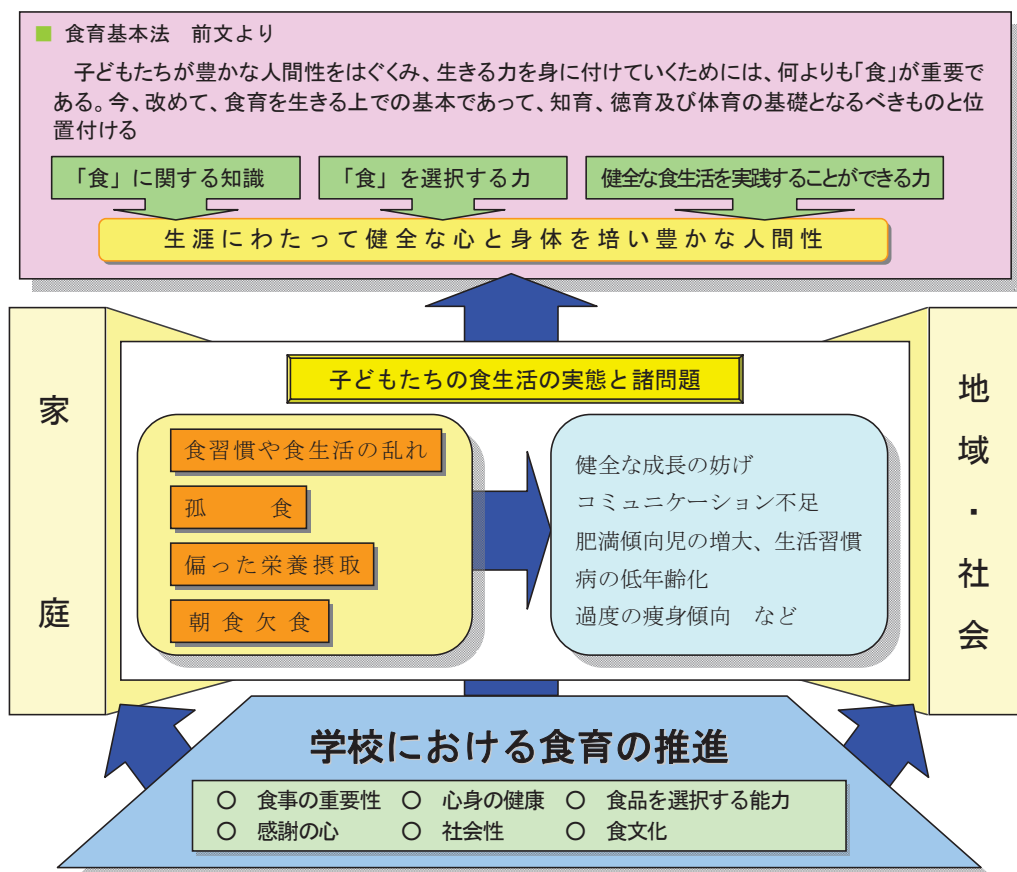 ■ 食育基本法　前文より
子どもたちが豊かな人間性をはぐくみ、生きる力を身に付けていくためには、何よりも「食」が重要で
ある。今、改めて、食育を生きる上での基本であって、知育、徳育及び体育の基礎となるべきものと位
置付ける
「食」に関する知識
「食」を選択する力
健全な食生活を実践することができる力
生涯にわたって健全な心と身体を培い豊かな人間性
家庭
子どもたちの食生活の実態と諸問題
食習慣や食生活の乱れ
孤　食
偏った栄養摂取
朝食欠食
健全な成長の妨げ
コミュニケーション不足
肥満傾向児の増大、生活習慣
病の低年齢化
過度の痩身傾向　など
地域・社会
学校における食育の推進
○ 食事の重要性 ○ 心身の健康 ○ 食品を選択する能力
○ 感謝の心 ○ 社会性 ○ 食文化